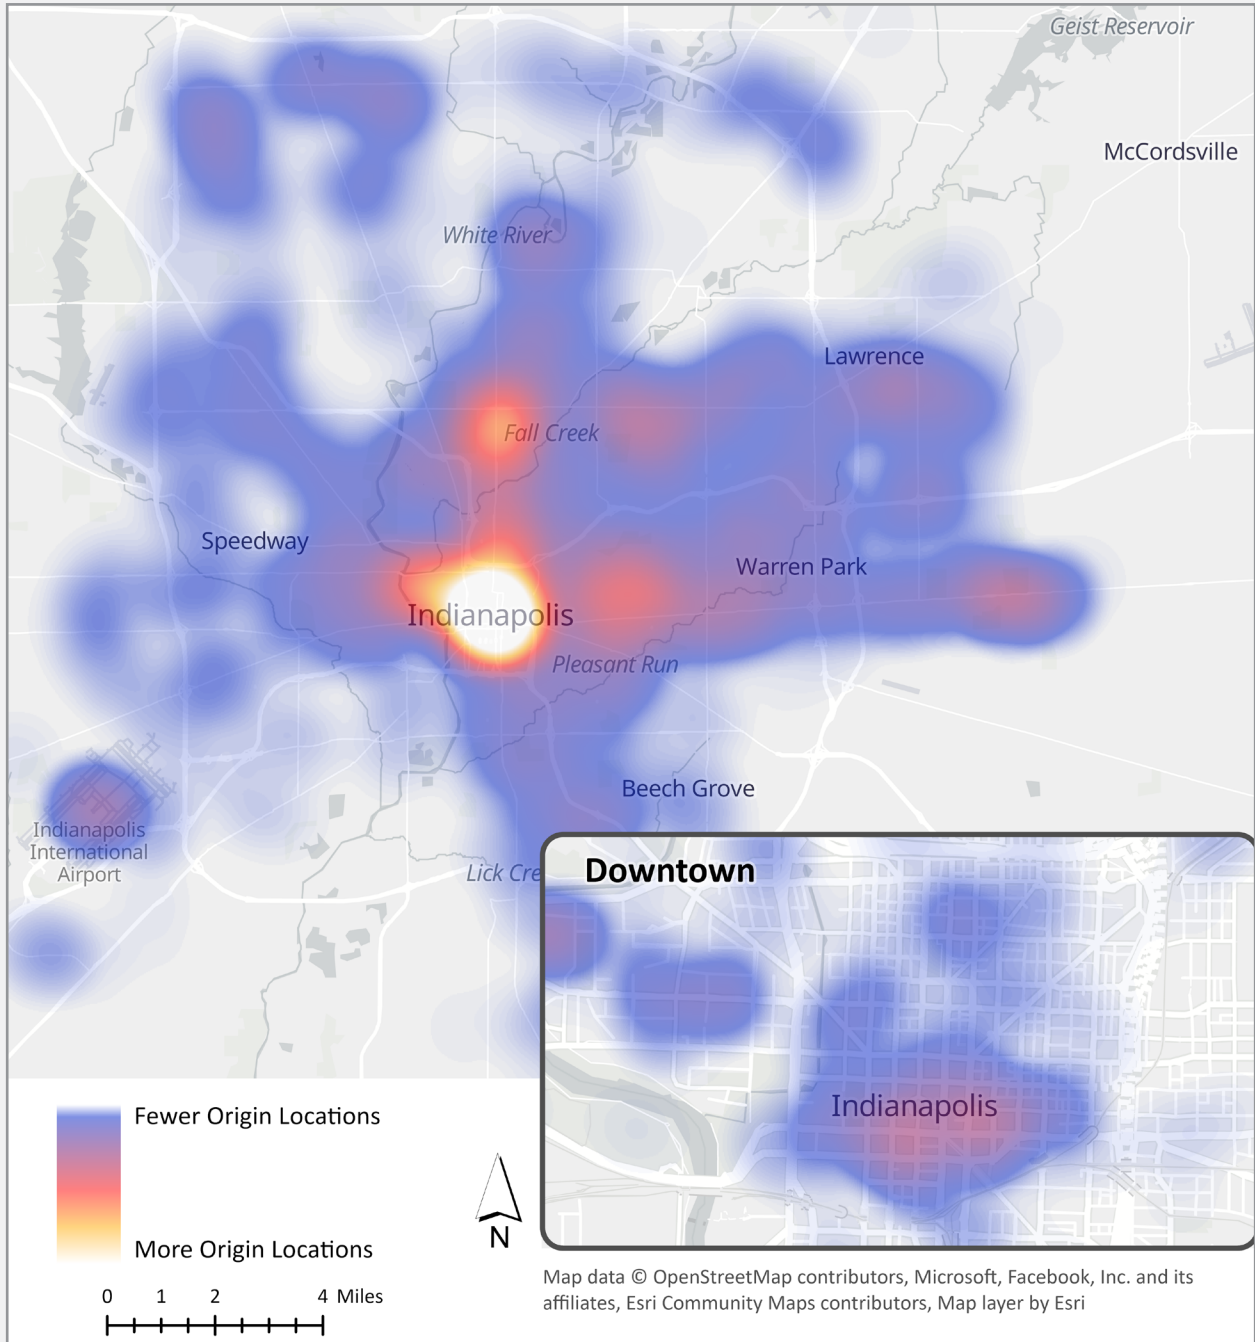 Geist Reservoir
McCordsville
White River
Lawrence
Fall Creek
Speedway
Warren Park
Indianapolis
Pleasant Run
Beech Grove
Indianapolis
International
Airport
Lick Cre
Downtown
Indianapolis
Fewer Origin Locations
More Origin Locations
N
0 1 2 4 Miles
Map data © OpenStreetMap contributors, Microsoft, Facebook, Inc. and its
affiliates, Esri Community Maps contributors, Map layer by Esri